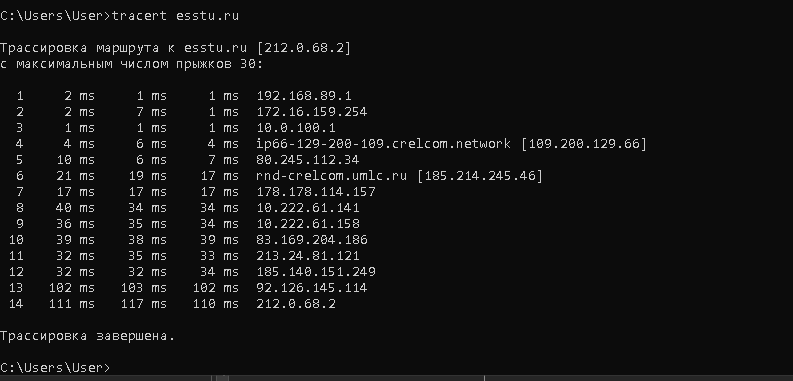 C:\Users\User>tracert esstu.ru
Трассировка маршрута к esstu.ru [212.0.68.2]
с максимальным числом прыжков 30:
1 2 ms 1 ms 1 ms 192.168.89.1
2 2 ms 7 ms 1 ms 172.16.159.254
3 1 ms 1 ms 1 ms 10.0.100.1
4 4 ms 6 ms 4 ms ip66-129-200-109.crelcom.network [109.200.129.66]
5 10 ms 6 ms 7 ms 80.245.112.34
6 21 ms 19 ms 17 ms rnd-crelcom.umlc.ru [185.214.245.46]
7 17 ms 17 ms 17 ms 178.178.114.157
8 40 ms 34 ms 34 ms 10.222.61.141
9 36 ms 35 ms 34 ms 10.222.61.158
10 39 ms 38 ms 39 ms 83.169.204.186
11 32 ms 35 ms 33 ms 213.24.81.121
12 32 ms 32 ms 34 ms 185.140.151.249
13 102 ms 103 ms 102 ms 92.126.145.114
14 111 ms 117 ms 110 ms 212.0.68.2
Трассировка завершена.
C:\Users\User>